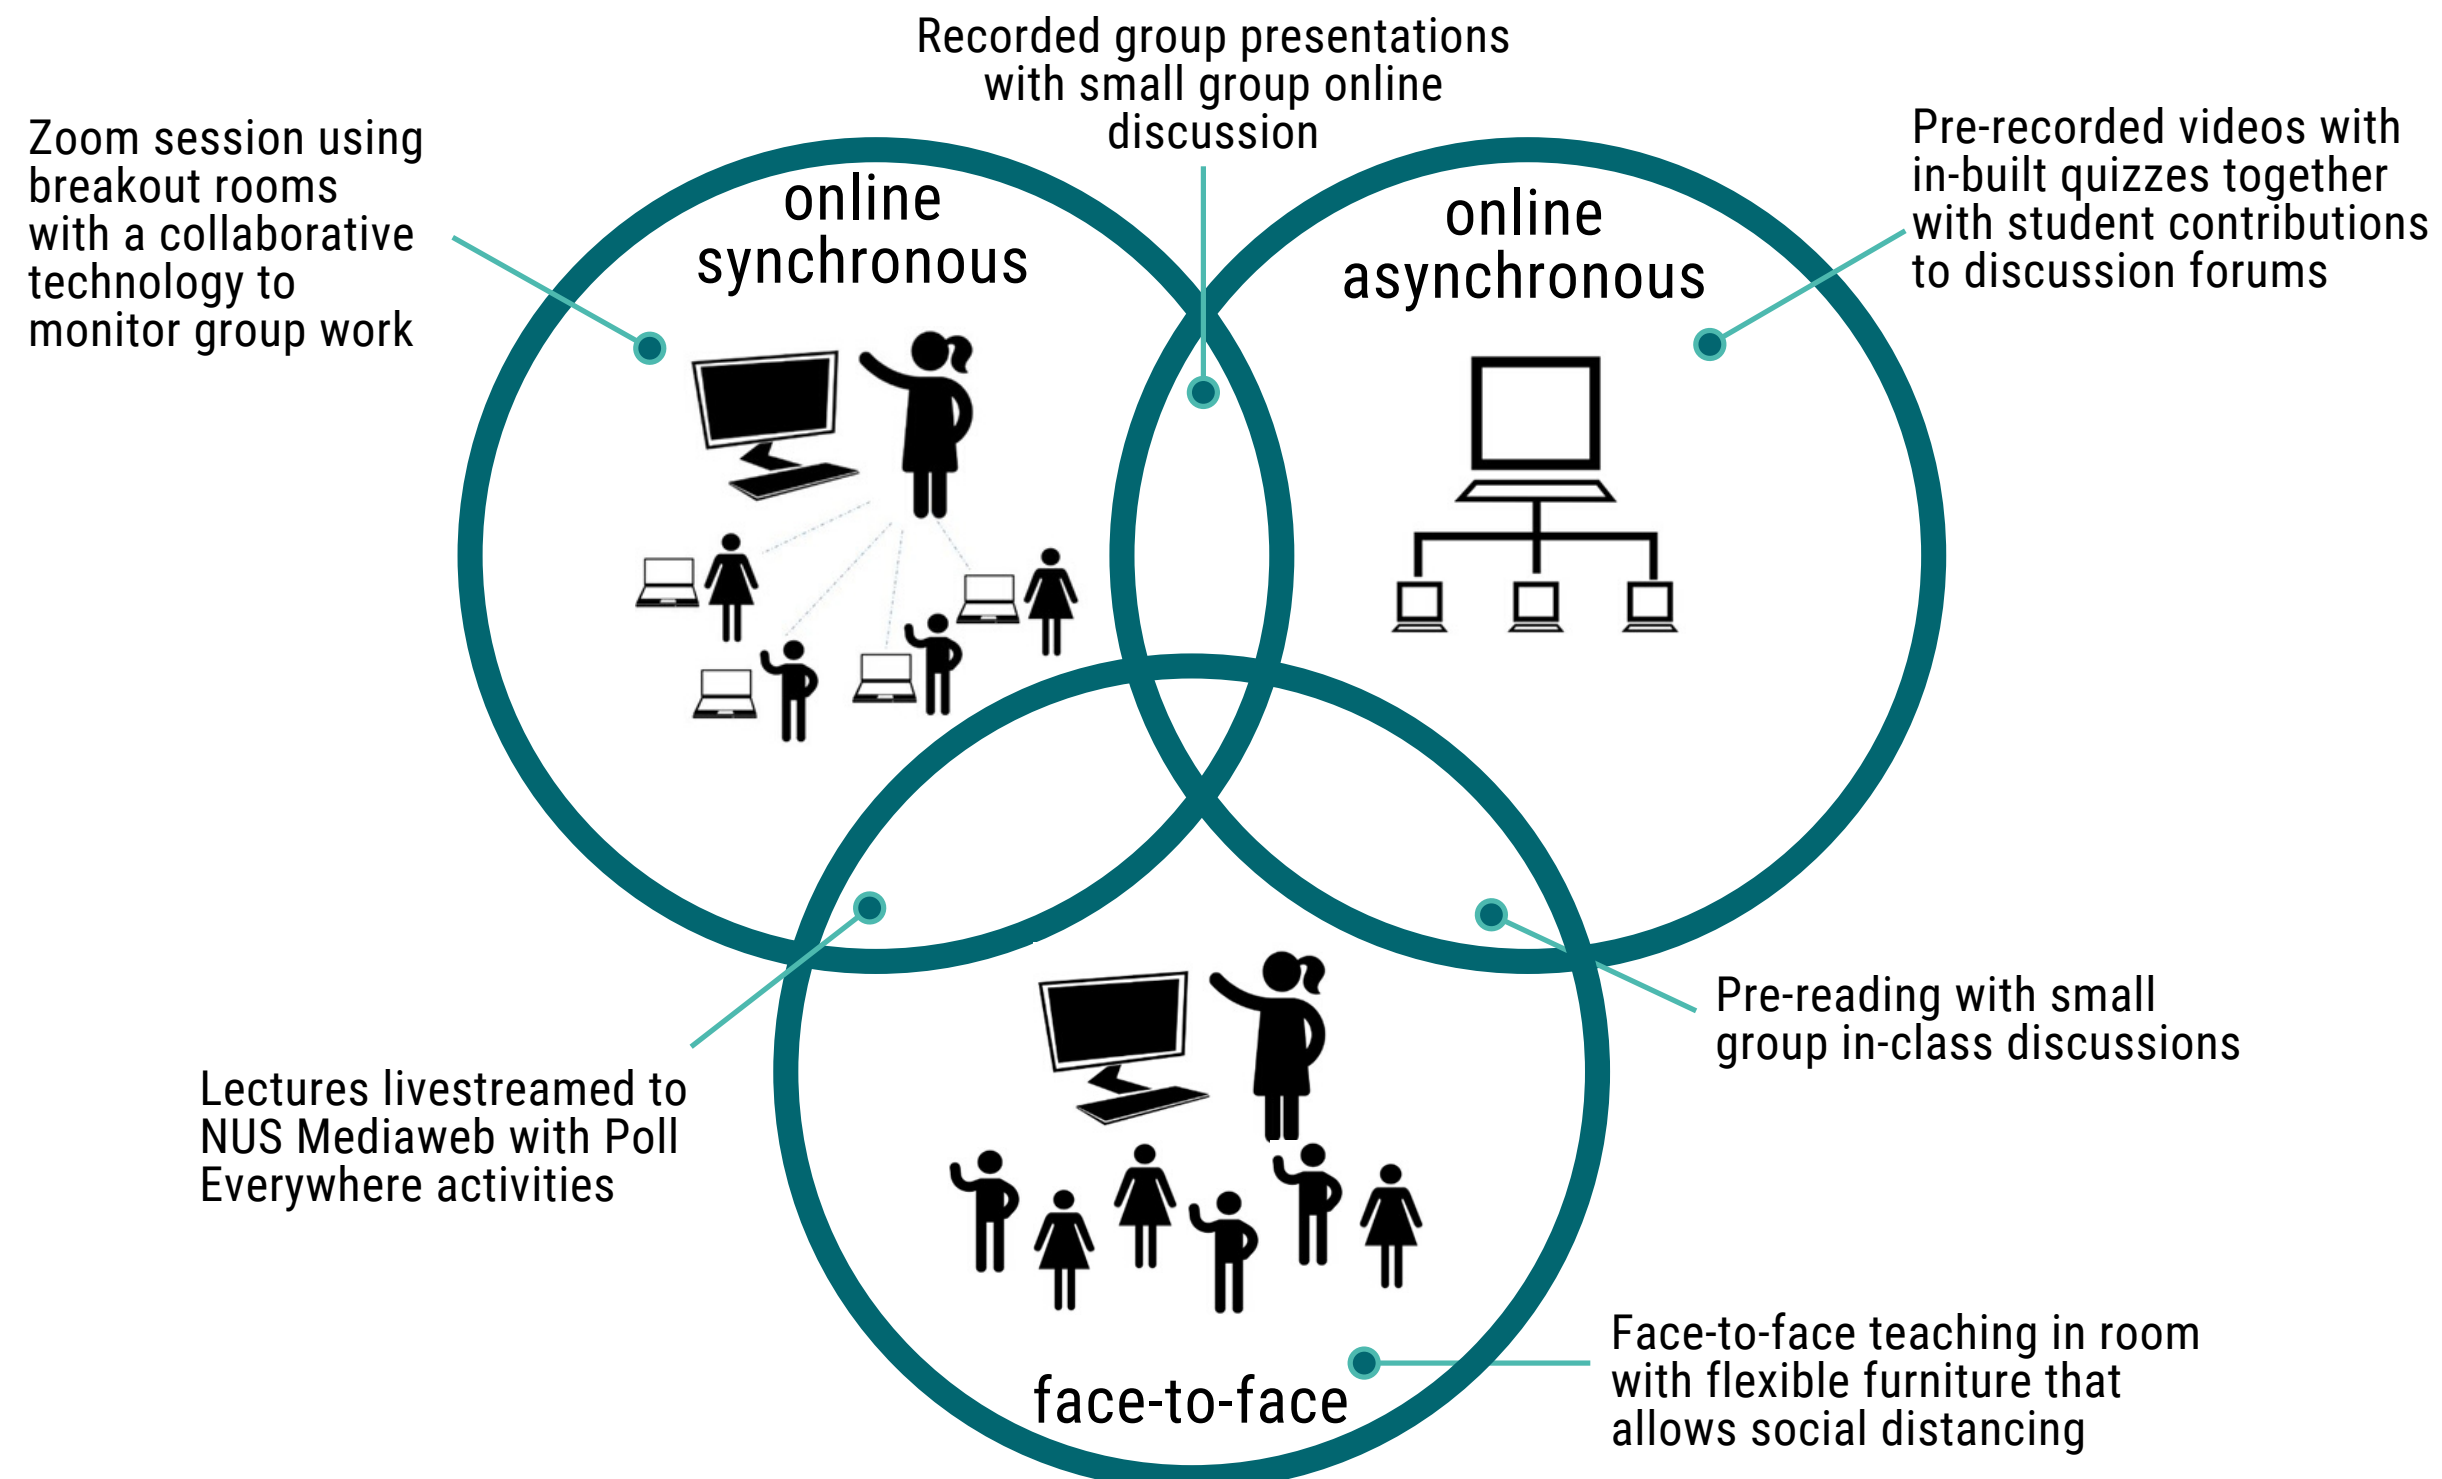 Recorded group presentations
with small group online
discussion
Zoom session using
breakout rooms
with a collaborative
technology to
monitor group work
Pre-recorded videos with
in-built quizzes together
with student contributions
to discussion forums
online
synchronous
online
asynchronous
Pre-reading with small
group in-class discussions
Lectures livestreamed to
NUS Mediaweb with Poll
Everywhere activities
face-to-face
Face-to-face teaching in room
with flexible furniture that
allows social distancing